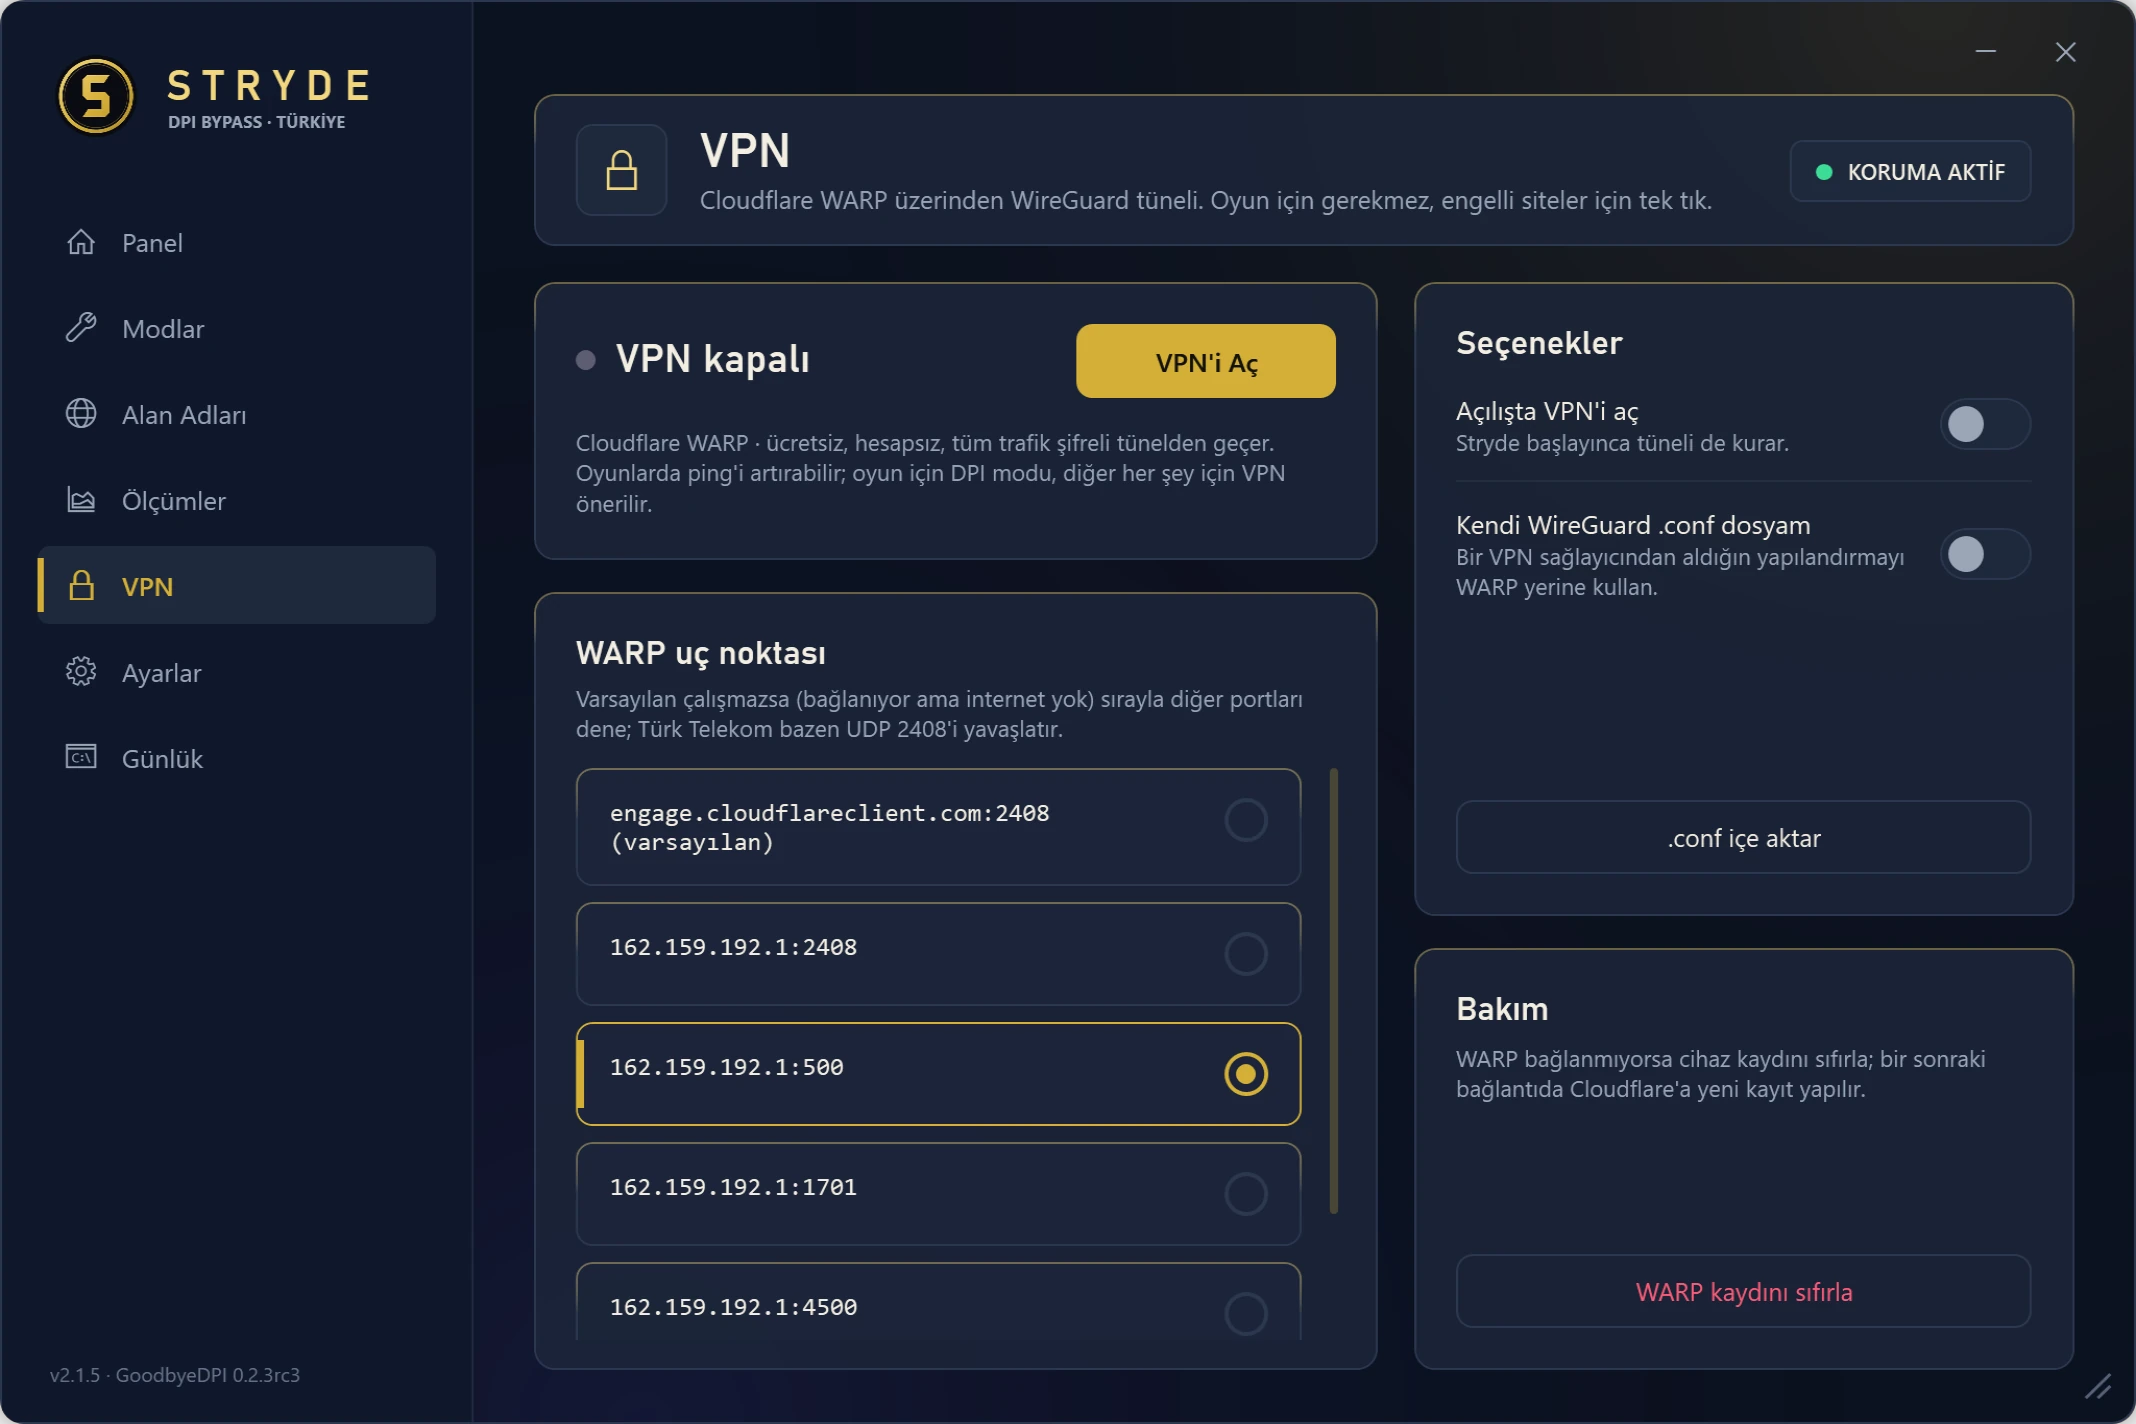 STRYDE
DPI BYPASS · TÜRKİYE
Panel
Modlar
Alan Adları
Ölçümler
VPN
Ayarlar
Günlük
v2.1.5 · GoodbyeDPI 0.2.3rc3
VPN
Cloudflare WARP üzerinden WireGuard tüneli. Oyun için gerekmez, engelli siteler için tek tık.
KORUMA AKTİF
VPN kapalı
VPN'i Aç
Cloudflare WARP · ücretsiz, hesapsız, tüm trafik şifreli tünelden geçer.
Oyunlarda ping'i artırabilir; oyun için DPI modu, diğer her şey için VPN
önerilir.
WARP uç noktası
Varsayılan çalışmazsa (bağlanıyor ama internet yok) sırayla diğer portları
dene; Türk Telekom bazen UDP 2408'i yavaşlatır.
engage.cloudflareclient.com:2408
(varsayılan)
162.159.192.1:2408
162.159.192.1:500
162.159.192.1:1701
162.159.192.1:4500
Seçenekler
Açılışta VPN'i aç
Stryde başlayınca tüneli de kurar.
Kendi WireGuard .conf dosyam
Bir VPN sağlayıcından aldığın yapılandırmayı
WARP yerine kullan.
.conf içe aktar
Bakım
WARP bağlanmıyorsa cihaz kaydını sıfırla; bir sonraki
bağlantıda Cloudflare'a yeni kayıt yapılır.
WARP kaydını sıfırla